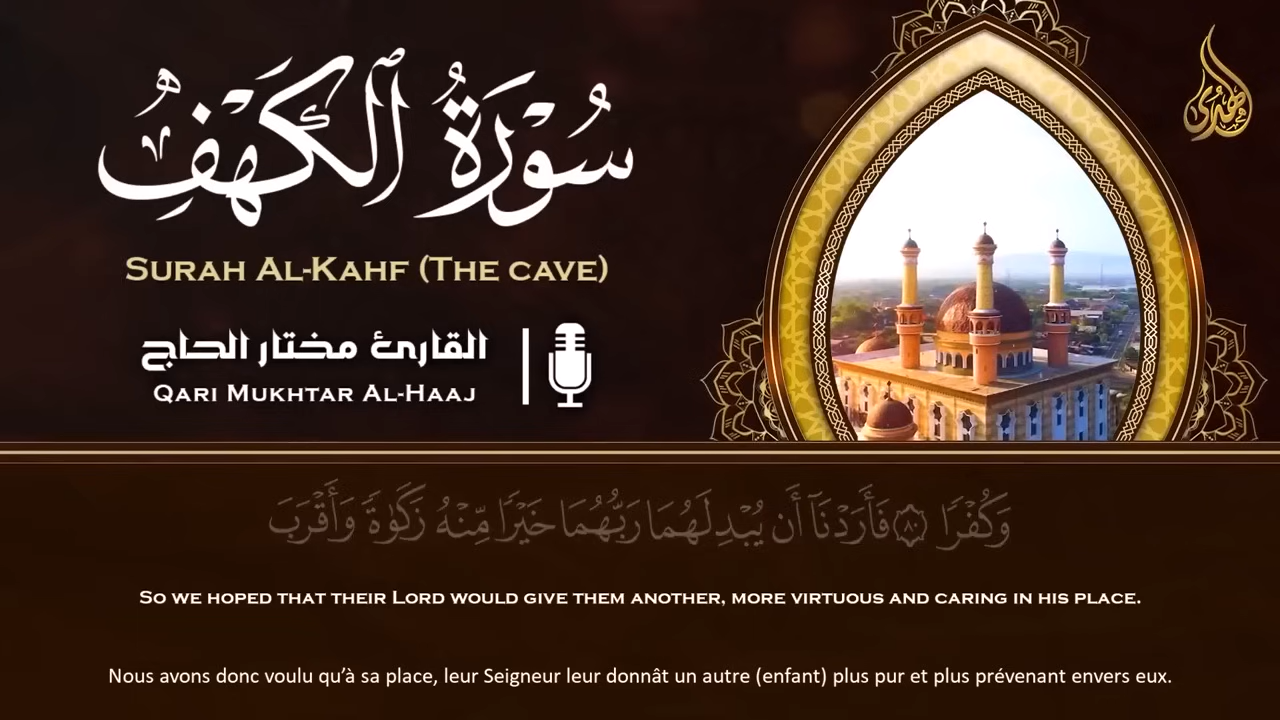 سُورَةُ ٱلْكَهْفِ
الهُدَى
SURAH AL-KAHF (THE CAVE)
القارئ مختار الحاج
QARI MUKHTAR AL-HAAJ
وَكُفْرًا ٨٠ فَأَرَدْنَآ أَن يُبْدِلَهُمَا رَبُّهُمَا خَيْرًا مِّنْهُ زَكَوٰةً وَأَقْرَبَ
SO WE HOPED THAT THEIR LORD WOULD GIVE THEM ANOTHER, MORE VIRTUOUS AND CARING IN HIS PLACE.
Nous avons donc voulu qu’à sa place, leur Seigneur leur donnât un autre (enfant) plus pur et plus prévenant envers eux.